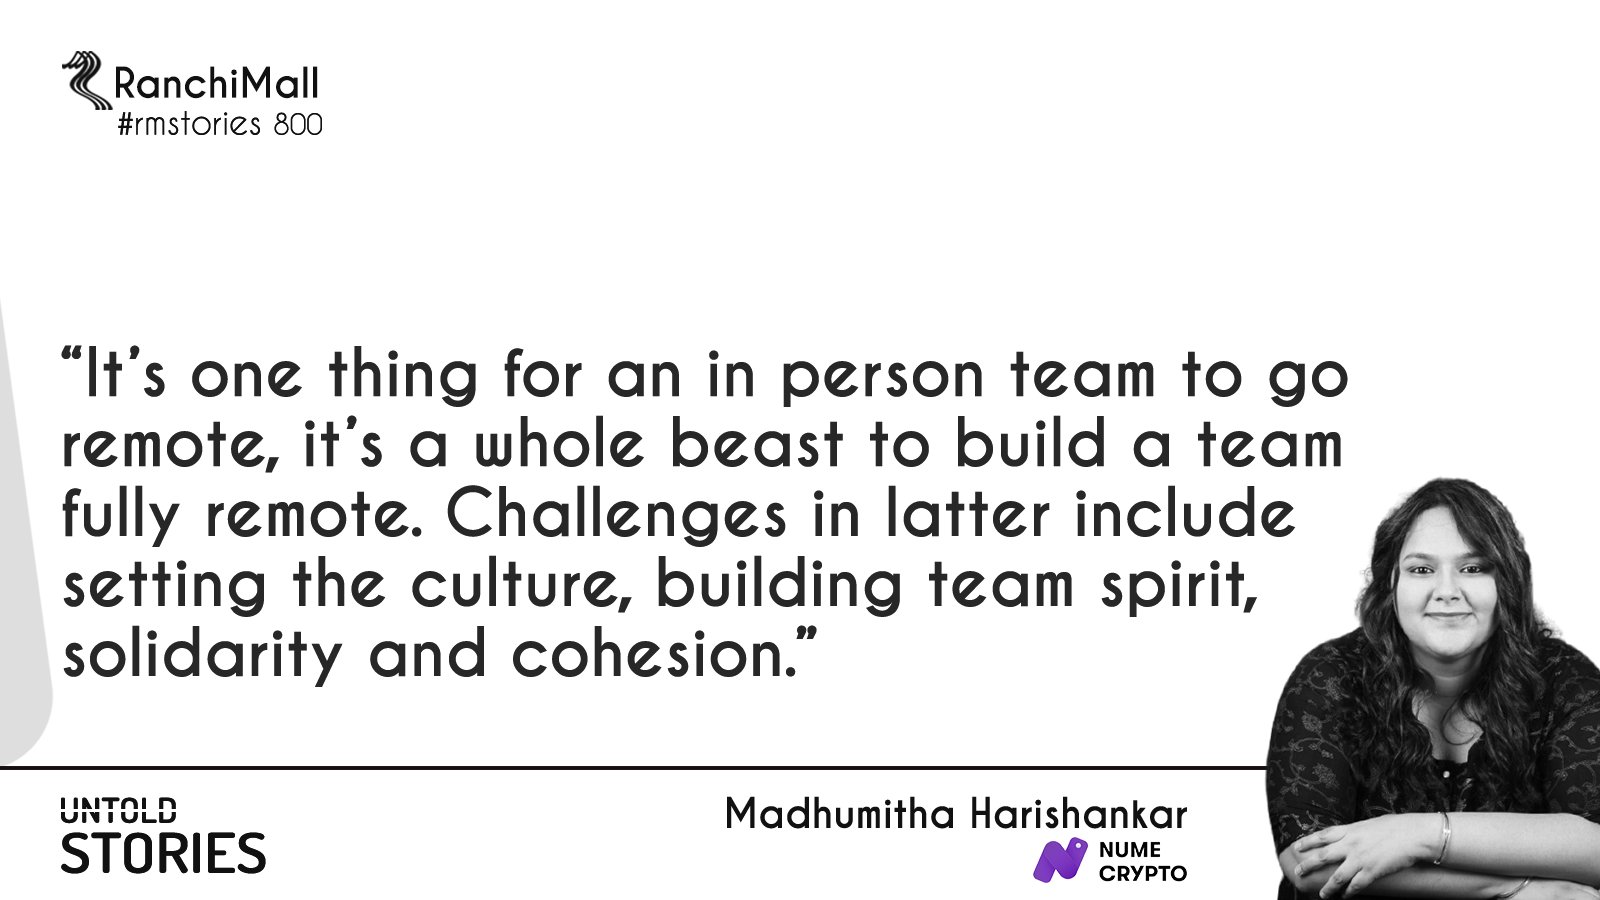 RanchiMall
#rmstories 800
“It’s one thing for an in person team to go
remote, it’s a whole beast to build a team
fully remote. Challenges in latter include
setting the culture, building team spirit,
solidarity and cohesion.”
UNTOLD
STORIES
Madhumitha Harishankar
NUME
CRYPTO